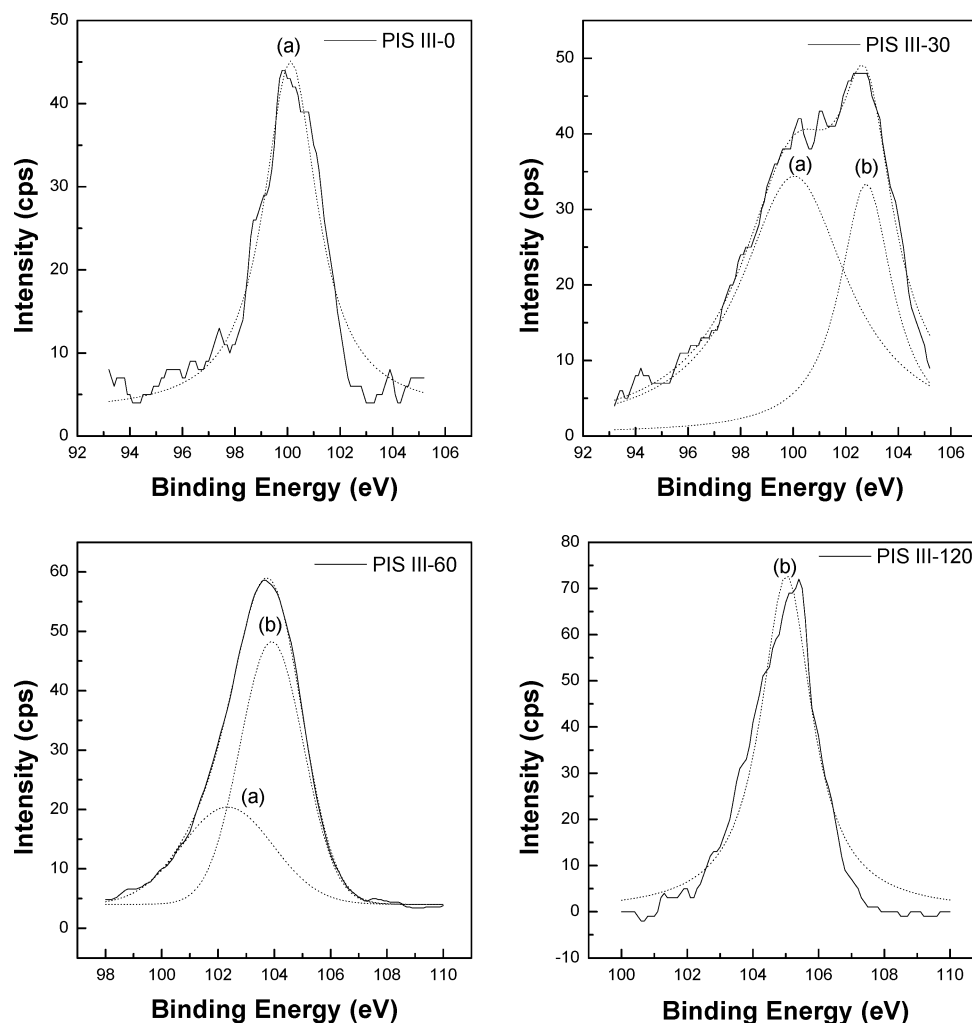 PIS III-0
(a)
50
40
30
20
10
0
Intensity (cps)
92 94 96 98 100 102 104 106
Binding Energy (eV)
PIS III-30
(a)
(b)
50
40
30
20
10
0
Intensity (cps)
92 94 96 98 100 102 104 106
Binding Energy (eV)
PIS III-60
(b)
(a)
60
50
40
30
20
10
0
Intensity (cps)
98 100 102 104 106 108 110
Binding Energy (eV)
PIS III-120
(b)
80
70
60
50
40
30
20
10
0
-10
Intensity (cps)
100 102 104 106 108 110
Binding Energy (eV)